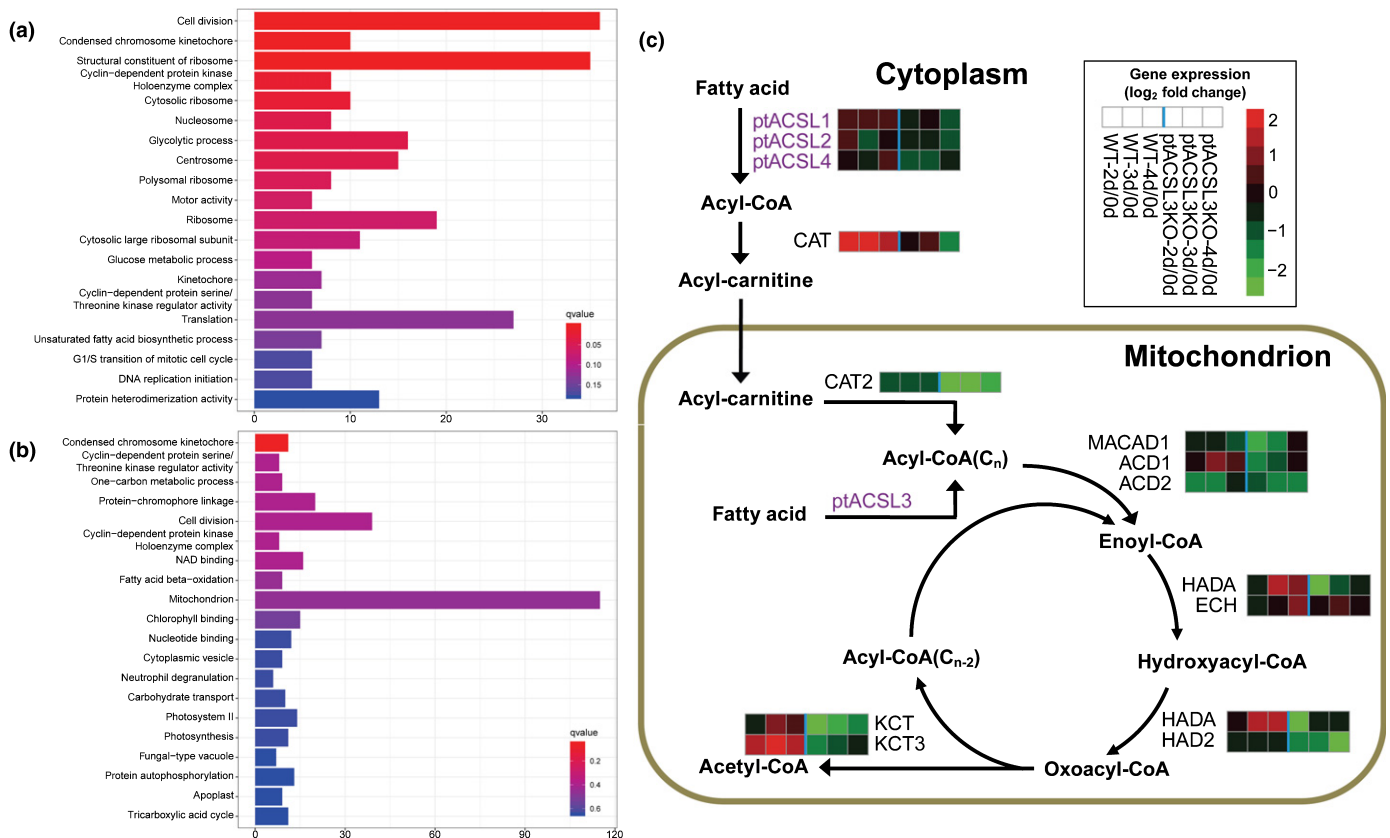 (a)
Cell division
Condensed chromosome kinetochore
Structural constituent of ribosome
Cyclin−dependent protein kinase
Holoenzyme complex
Cytosolic ribosome
Nucleosome
Glycolytic process
Centrosome
Polysomal ribosome
Motor activity
Ribosome
Cytosolic large ribosomal subunit
Glucose metabolic process
Kinetochore
Cyclin−dependent protein serine/
Threonine kinase regulator activity
Translation
Unsaturated fatty acid biosynthetic process
G1/S transition of mitotic cell cycle
DNA replication initiation
Protein heterodimerization activity
qvalue
0.05
0.10
0.15
0 10 20 30
(b)
Condensed chromosome kinetochore
Cyclin−dependent protein serine/
Threonine kinase regulator activity
One−carbon metabolic process
Protein−chromophore linkage
Cell division
Cyclin−dependent protein kinase
Holoenzyme complex
NAD binding
Fatty acid beta−oxidation
Mitochondrion
Chlorophyll binding
Nucleotide binding
Cytoplasmic vesicle
Neutrophil degranulation
Carbohydrate transport
Photosystem II
Photosynthesis
Fungal−type vacuole
Protein autophosphorylation
Apoplast
Tricarboxylic acid cycle
qvalue
0.2
0.4
0.6
0 30 60 90 120
(c)
Cytoplasm
Fatty acid
ptACSL1
ptACSL2
ptACSL4
Acyl-CoA
CAT
Acyl-carnitine
Gene expression
(log2 fold change)
WT-2d/0d
WT-3d/0d
WT-4d/0d
ptACSL3KO-2d/0d
ptACSL3KO-3d/0d
ptACSL3KO-4d/0d
2
1
0
−1
−2
Mitochondrion
CAT2
Acyl-carnitine
MACAD1
ACD1
ACD2
Acyl-CoA(Cn)
ptACSL3
Fatty acid
Enoyl-CoA
HADA
ECH
Acyl-CoA(Cn-2)
Hydroxyacyl-CoA
HADA
HAD2
KCT
KCT3
Acetyl-CoA
Oxoacyl-CoA